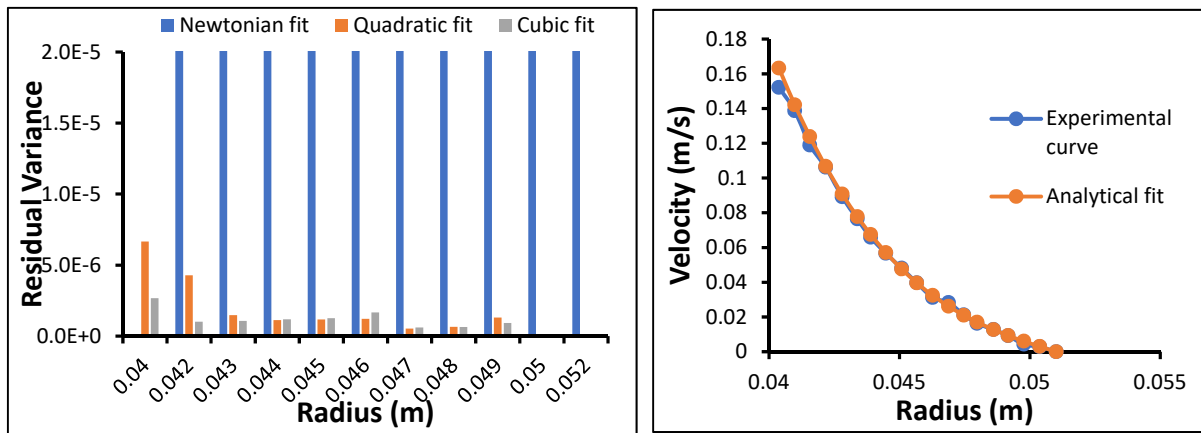 Newtonian fit Quadratic fit Cubic fit
2.0E-5
1.5E-5
1.0E-5
5.0E-6
0.0E+0
Residual Variance
0.04 0.042 0.043 0.044 0.045 0.046 0.047 0.048 0.049 0.05 0.052
Radius (m)
0.18
0.16
0.14
0.12
0.1
0.08
0.06
0.04
0.02
0
Velocity (m/s)
Experimental
curve
Analytical fit
0.04 0.045 0.05 0.055
Radius (m)